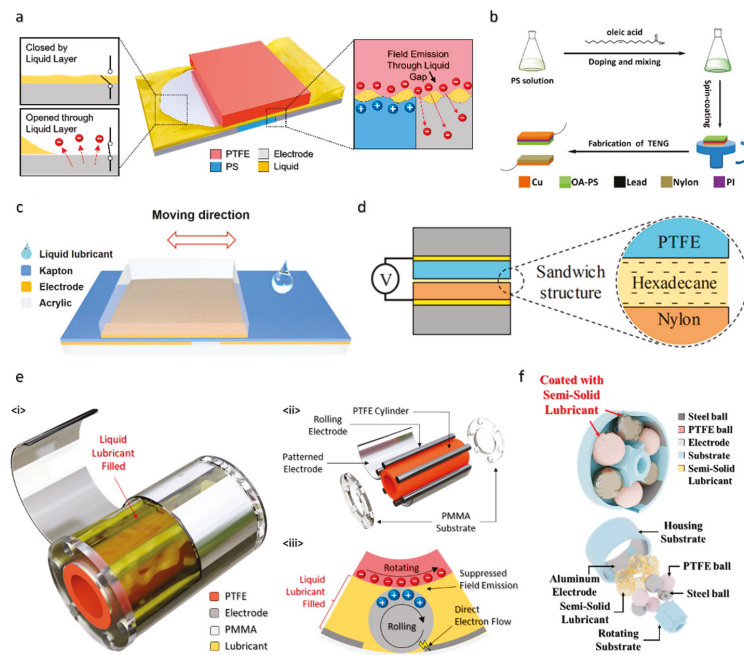 a
Closed by
Liquid Layer
Opened through
Liquid Layer
Field Emission
Through Liquid
Gap
PTFE
Electrode
PS
Liquid
b
PS solution
oleic acid
OH
Doping and mixing
Spin-coating
Fabrication of TENG
Cu
OA-PS
Lead
Nylon
PI
c
Moving direction
Liquid lubricant
Kapton
Electrode
Acrylic
d
V
Sandwich
structure
PTFE
Hexadecane
Nylon
e
<i>
Liquid
Lubricant
Filled
PTFE
Electrode
PMMA
Lubricant
<ii>
PTFE Cylinder
Rolling
Electrode
Patterned
Electrode
PMMA
Substrate
<iii>
Rotating
Suppressed
Field Emission
Liquid
Lubricant
Filled
Direct
Electron Flow
Rolling
f
Coated with
Semi-Solid
Lubricant
Steel ball
PTFE ball
Electrode
Substrate
Semi-Solid
Lubricant
Housing
Substrate
PTFE ball
Aluminum
Electrode
Semi-Solid
Lubricant
Steel ball
Rotating
Substrate